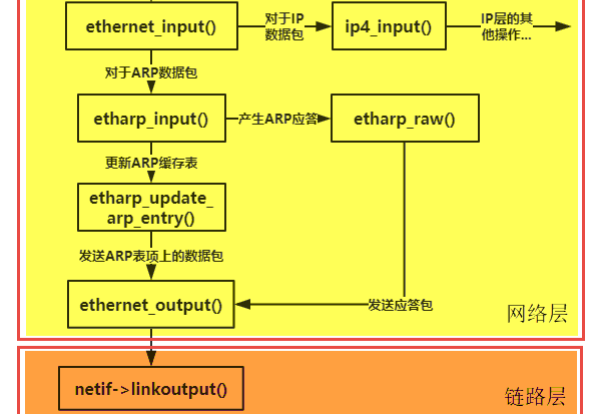 ethernet_input()
对于IP
数据包
ip4_input()
IP层的其
他操作...
对于ARP数据包
etharp_input()
产生ARP应答
etharp_raw()
更新ARP缓存表
etharp_update_
arp_entry()
发送ARP表项上的数据包
ethernet_output()
发送应答包
网络层
netif->linkoutput()
链路层